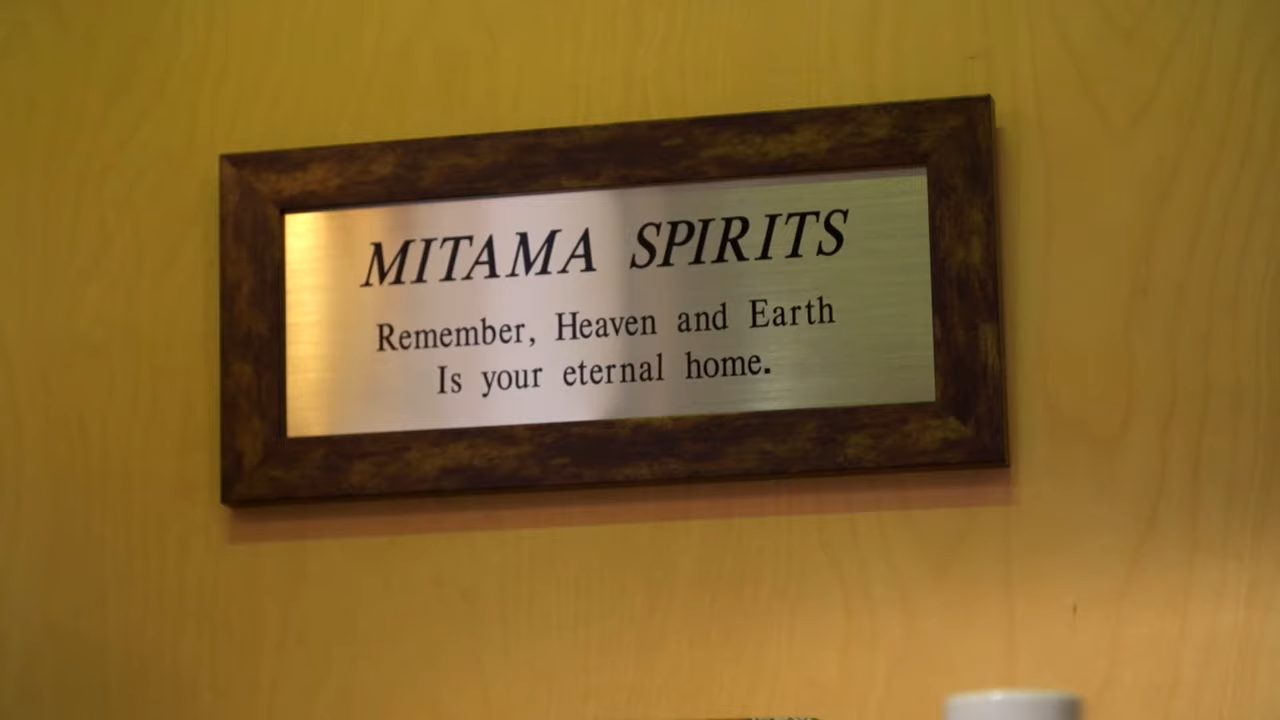 MITAMA SPIRITS
Remember, Heaven and Earth
Is your eternal home.